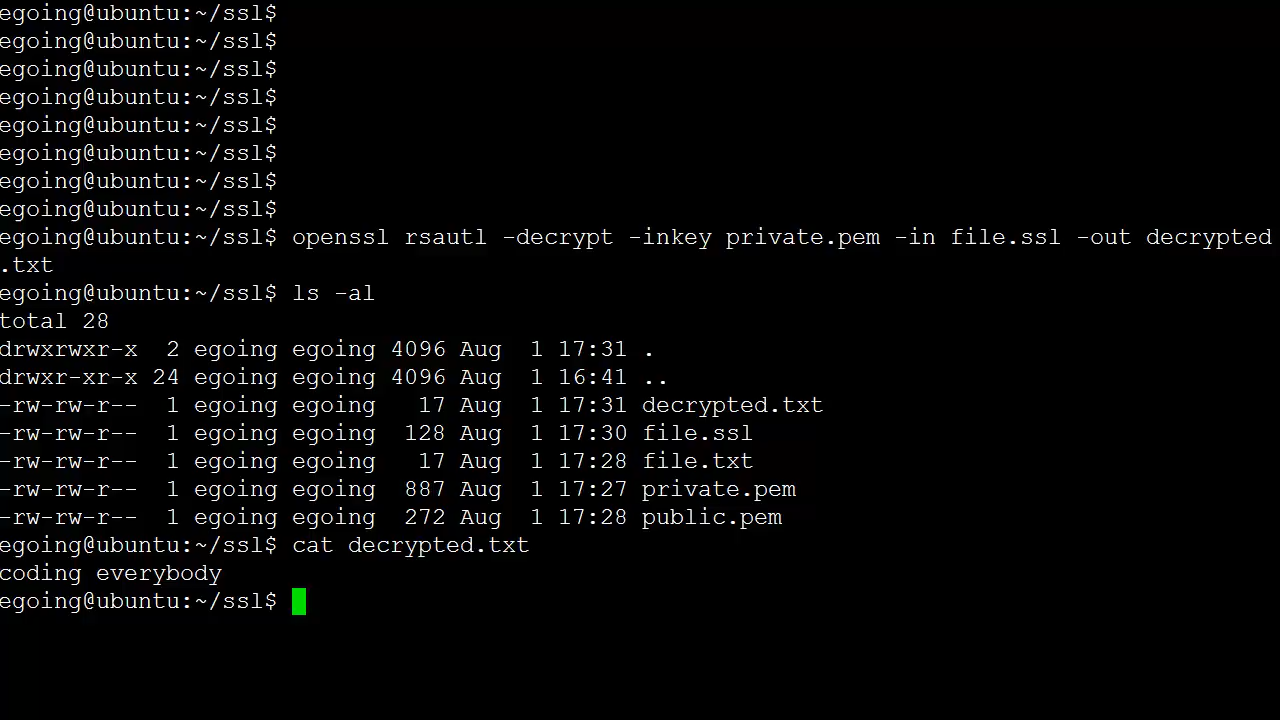 egoing@ubuntu:~/ssl$
egoing@ubuntu:~/ssl$
egoing@ubuntu:~/ssl$
egoing@ubuntu:~/ssl$
egoing@ubuntu:~/ssl$
egoing@ubuntu:~/ssl$
egoing@ubuntu:~/ssl$
egoing@ubuntu:~/ssl$
egoing@ubuntu:~/ssl$ openssl rsautl -decrypt -inkey private.pem -in file.ssl -out decrypted
.txt
egoing@ubuntu:~/ssl$ ls -al
total 28
drwxrwxr-x  2 egoing egoing 4096 Aug  1 17:31 .
drwxr-xr-x 24 egoing egoing 4096 Aug  1 16:41 ..
-rw-rw-r--  1 egoing egoing   17 Aug  1 17:31 decrypted.txt
-rw-rw-r--  1 egoing egoing  128 Aug  1 17:30 file.ssl
-rw-rw-r--  1 egoing egoing   17 Aug  1 17:28 file.txt
-rw-rw-r--  1 egoing egoing  887 Aug  1 17:27 private.pem
-rw-rw-r--  1 egoing egoing  272 Aug  1 17:28 public.pem
egoing@ubuntu:~/ssl$ cat decrypted.txt
coding everybody
egoing@ubuntu:~/ssl$